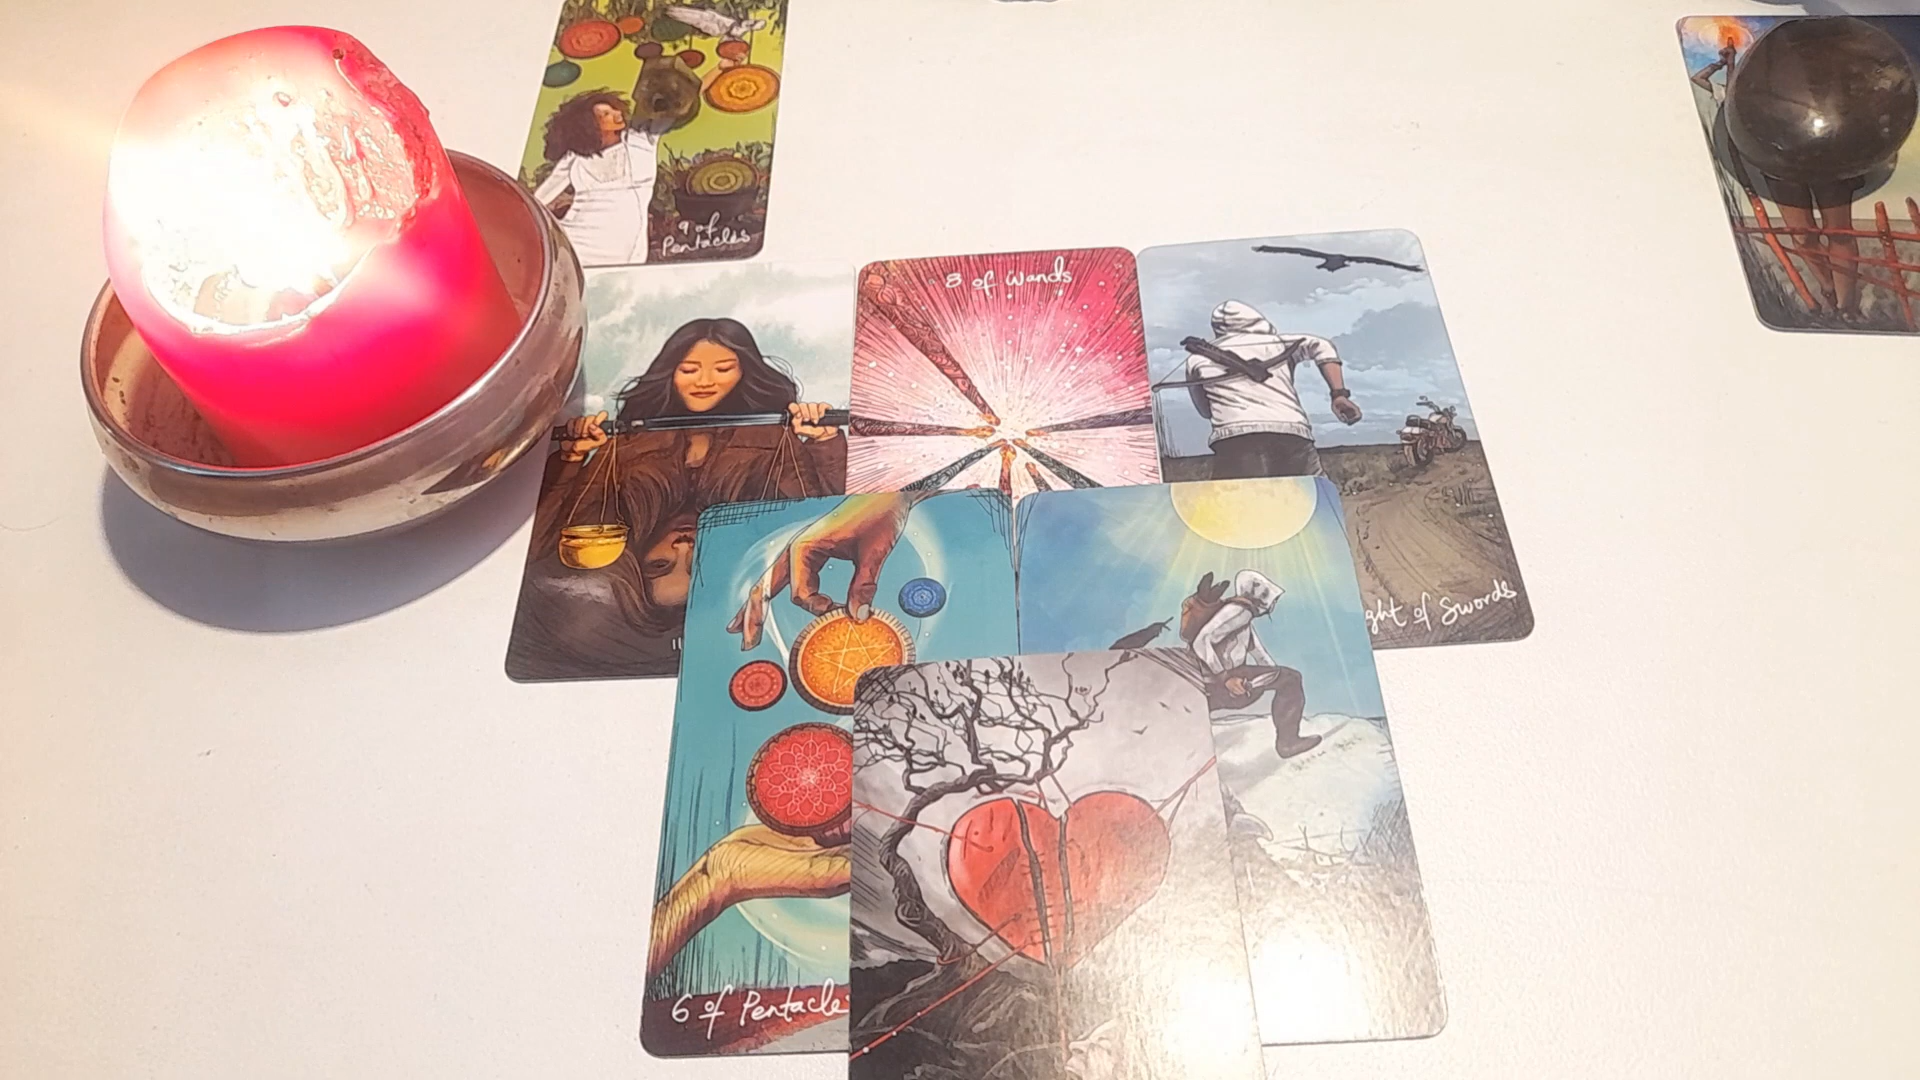 9 of
Pentacles
8 of Wands
ght of Swords
6 of Pentacle